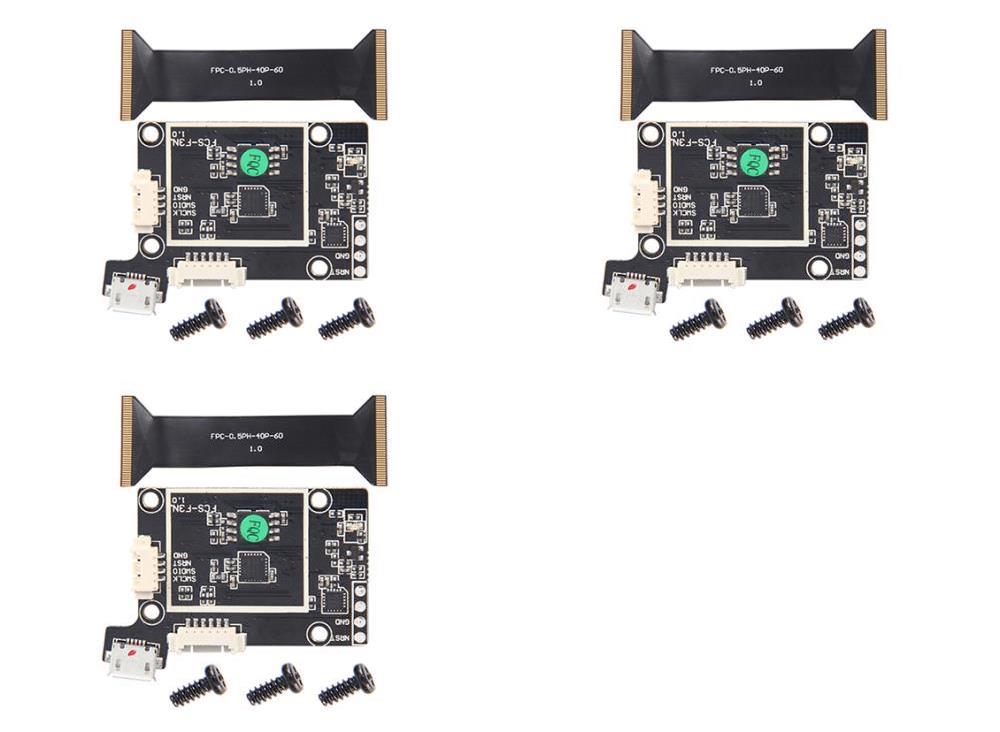 FPC-0.5PH-40P-60
1.0
FCS-F3N
1.0
FQC
GND
NRST
SWDIO
SWCLK
GND
NRST
FPC-0.5PH-40P-60
1.0
FCS-F3N
1.0
FQC
GND
NRST
SWDIO
SWCLK
GND
NRST
FPC-0.5PH-40P-60
1.0
FCS-F3N
1.0
FQC
GND
NRST
SWDIO
SWCLK
GND
NRST